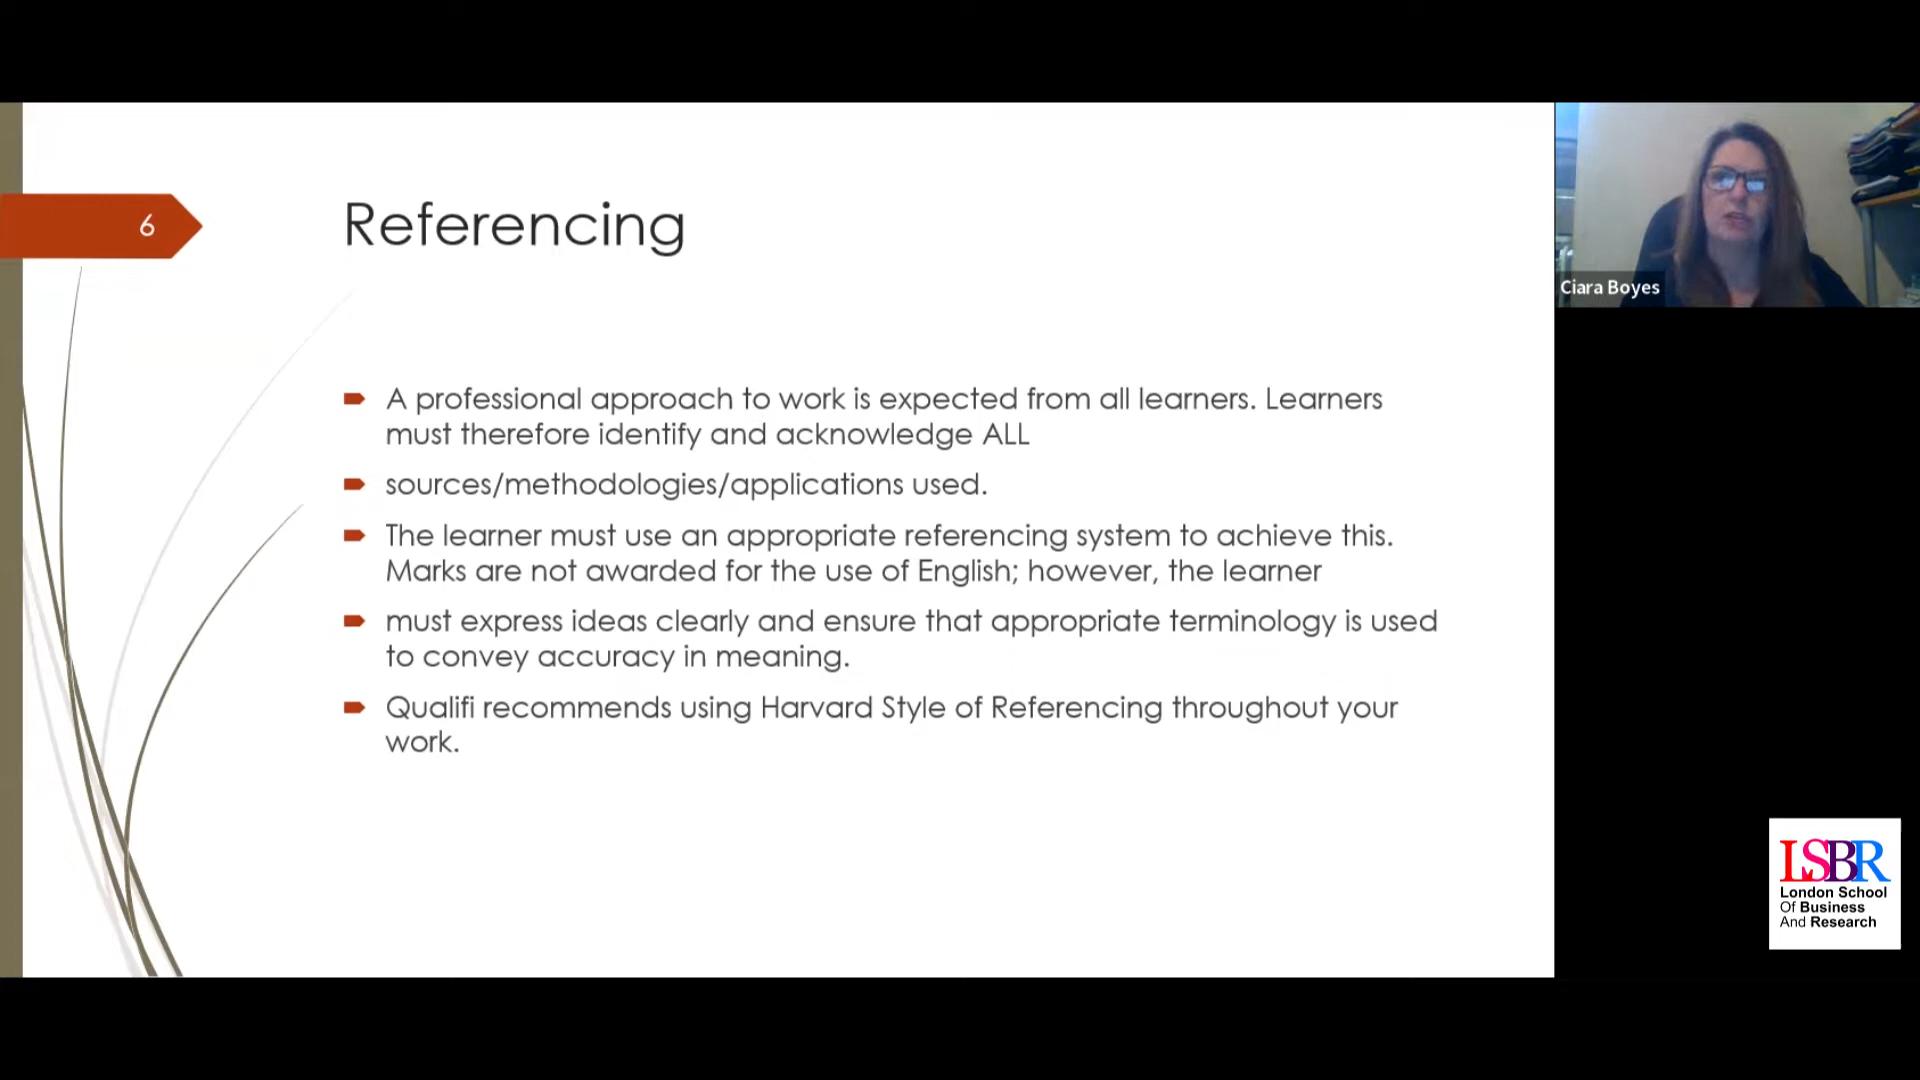 6
Referencing
A professional approach to work is expected from all learners. Learners
must therefore identify and acknowledge ALL
sources/methodologies/applications used.
The learner must use an appropriate referencing system to achieve this.
Marks are not awarded for the use of English; however, the learner
must express ideas clearly and ensure that appropriate terminology is used
to convey accuracy in meaning.
Qualifi recommends using Harvard Style of Referencing throughout your
work.
Ciara Boyes
LSBR
London School
Of Business
And Research